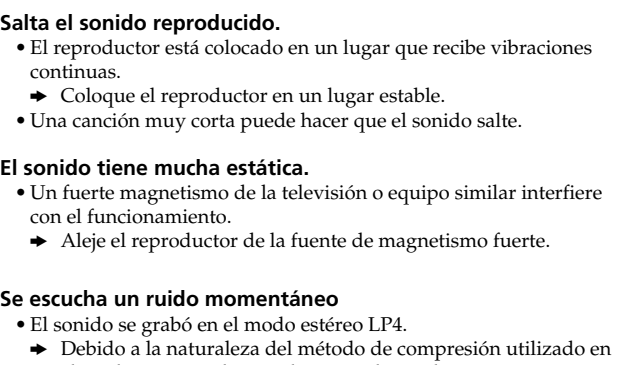 Salta el sonido reproducido.
• El reproductor está colocado en un lugar que recibe vibraciones
continuas.
➔ Coloque el reproductor en un lugar estable.
• Una canción muy corta puede hacer que el sonido salte.
El sonido tiene mucha estática.
• Un fuerte magnetismo de la televisión o equipo similar interfiere
con el funcionamiento.
➔ Aleje el reproductor de la fuente de magnetismo fuerte.
Se escucha un ruido momentáneo
• El sonido se grabó en el modo estéreo LP4.
➔ Debido a la naturaleza del método de compresión utilizado en